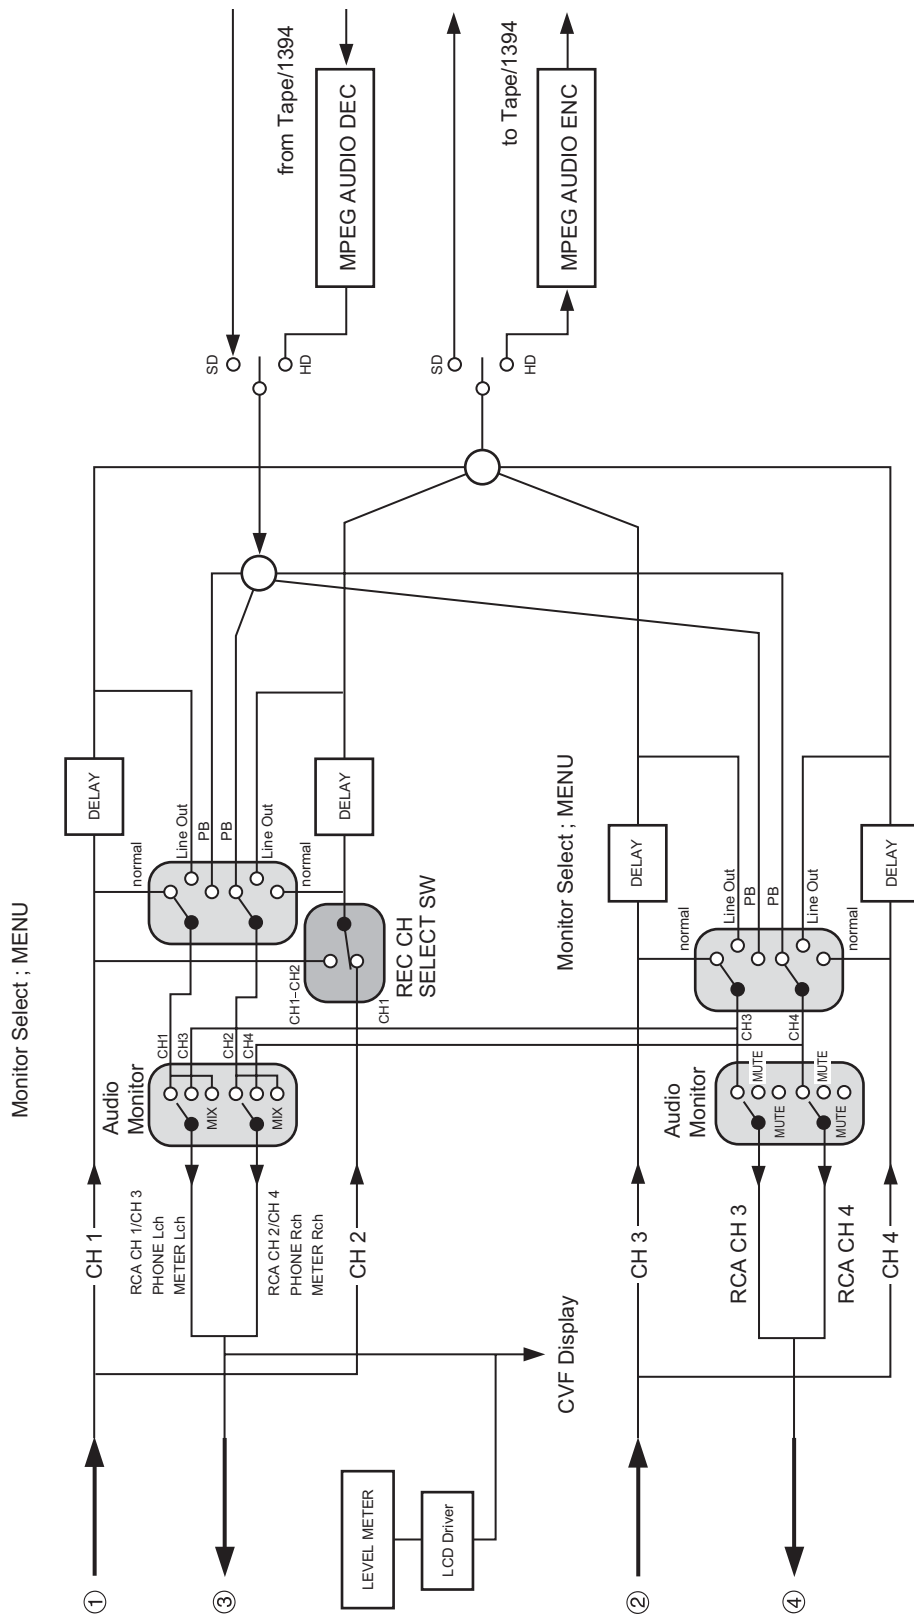 Monitor Select ; MENU
Audio
Monitor
CH1
CH3
MIX
CH2
CH4
MIX
normal
Line Out
PB
PB
Line Out
normal
DELAY
DELAY
RCA CH 1/CH 3
PHONE Lch
METER Lch
RCA CH 2/CH 4
PHONE Rch
METER Rch
CH 1
CH 2
CH1-CH2
CH1
REC CH
SELECT SW
SD
HD
from Tape/1394
MPEG AUDIO DEC
SD
HD
to Tape/1394
MPEG AUDIO ENC
①
③
LEVEL METER
LCD Driver
CVF Display
Monitor Select ; MENU
Audio
Monitor
CH3
MUTE
MUTE
CH4
MUTE
MUTE
normal
Line Out
PB
PB
Line Out
normal
DELAY
DELAY
CH 3
RCA CH 3
RCA CH 4
CH 4
②
④